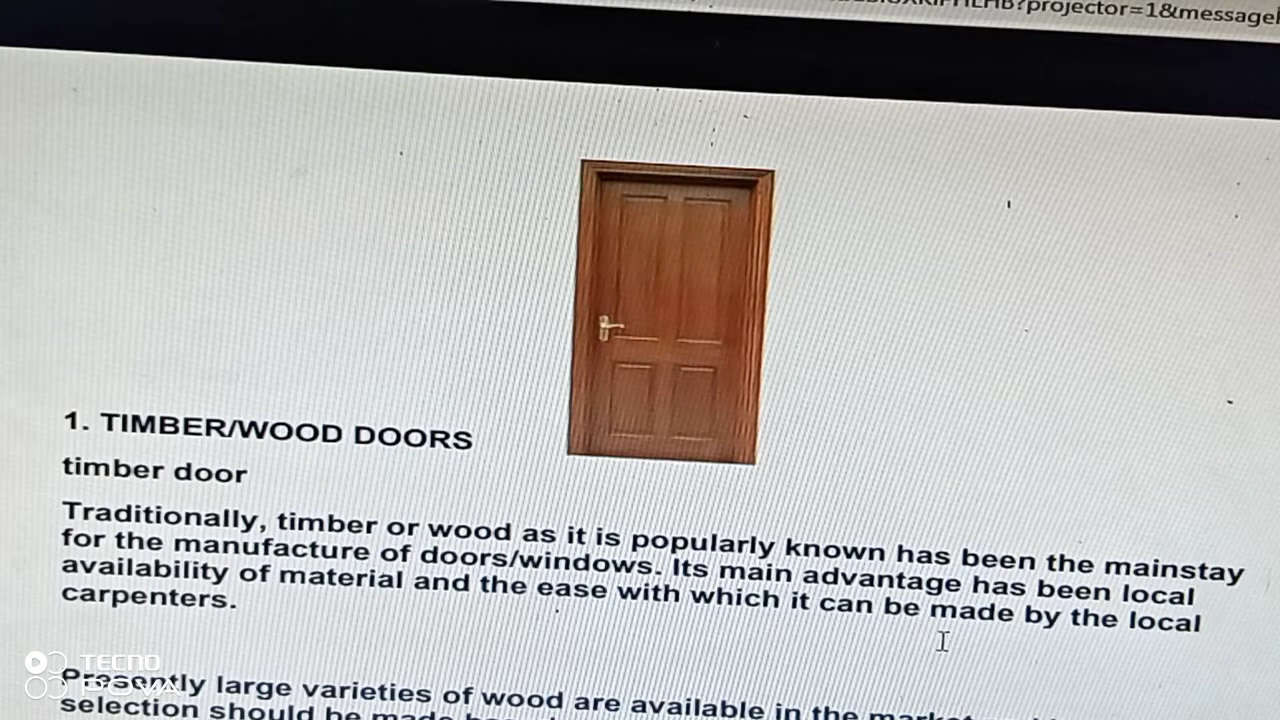 projector=1&message
1. TIMBER/WOOD DOORS
timber door
Traditionally, timber or wood as it is popularly known has been the mainstay
for the manufacture of doors/windows. Its main advantage has been local
availability of material and the ease with which it can be made by the local
carpenters.
Presently large varieties of wood are available in the market
selection should be made
TECNO
POVA